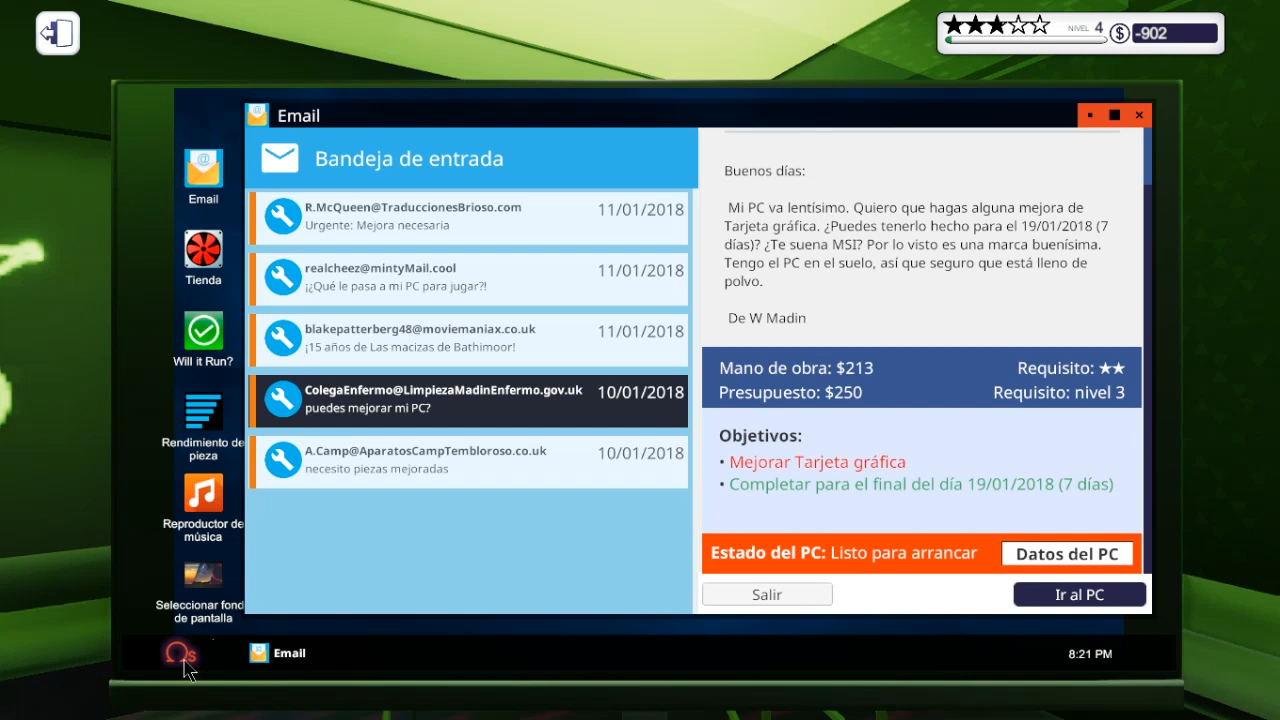 NIVEL 4
-902
Email
Bandeja de entrada
R.McQueen@TraduccionesBrioso.com 11/01/2018
Urgente: Mejora necesaria
realcheez@mintyMail.cool 11/01/2018
¡¿Qué le pasa a mi PC para jugar?!
blakepatterberg48@moviemaniax.co.uk 11/01/2018
¡15 años de Las macizas de Bathimoor!
ColegaEnfermo@LimpiezaMadinEnfermo.gov.uk 10/01/2018
puedes mejorar mi PC?
A.Camp@AparatosCampTembloroso.co.uk 10/01/2018
necesito piezas mejoradas
Buenos días:
Mi PC va lentísimo. Quiero que hagas alguna mejora de
Tarjeta gráfica. ¿Puedes tenerlo hecho para el 19/01/2018 (7
días)? ¿Te suena MSI? Por lo visto es una marca buenísima.
Tengo el PC en el suelo, así que seguro que está lleno de
polvo.
De W Madin
Mano de obra: $213
Requisito: ★★
Presupuesto: $250
Requisito: nivel 3
Objetivos:
• Mejorar Tarjeta gráfica
• Completar para el final del día 19/01/2018 (7 días)
Estado del PC: Listo para arrancar
Datos del PC
Salir
Ir al PC
Email
Tienda
Will it Run?
Rendimiento de
pieza
Reproductor de
música
Seleccionar fond
de pantalla
Ωs
Email
8:21 PM